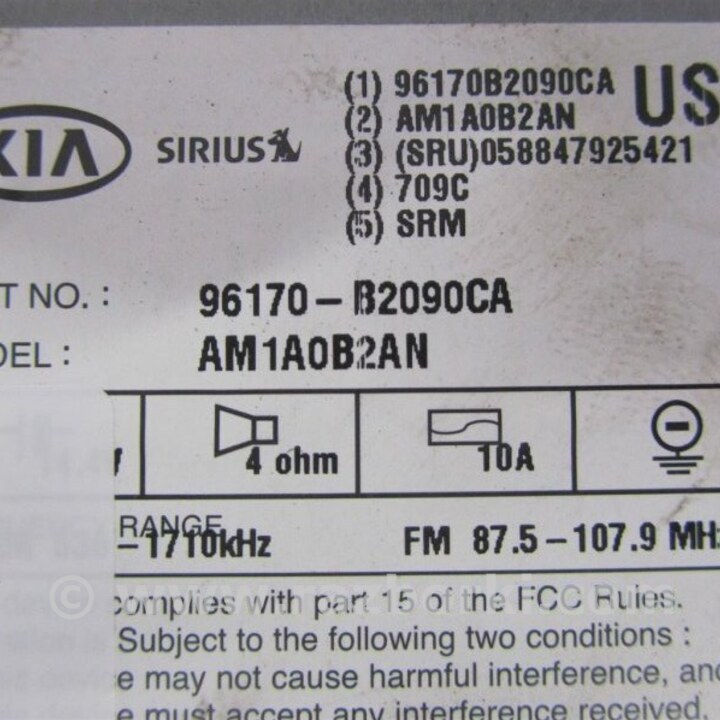 KIA SIRIUS
(1) 96170B2090CA US
(2) AM1A0B2AN
(3) (SRU)058847925421
(4) 709C
(5) SRM
T NO. : 96170-B2090CA
DEL : AM1A0B2AN
4 ohm 10A
RANGE
-1710kHz FM 87.5-107.9 MHz
complies with part 15 of the FCC Rules.
Subject to the following two conditions :
e may not cause harmful interference, and
e must accept any interference received,